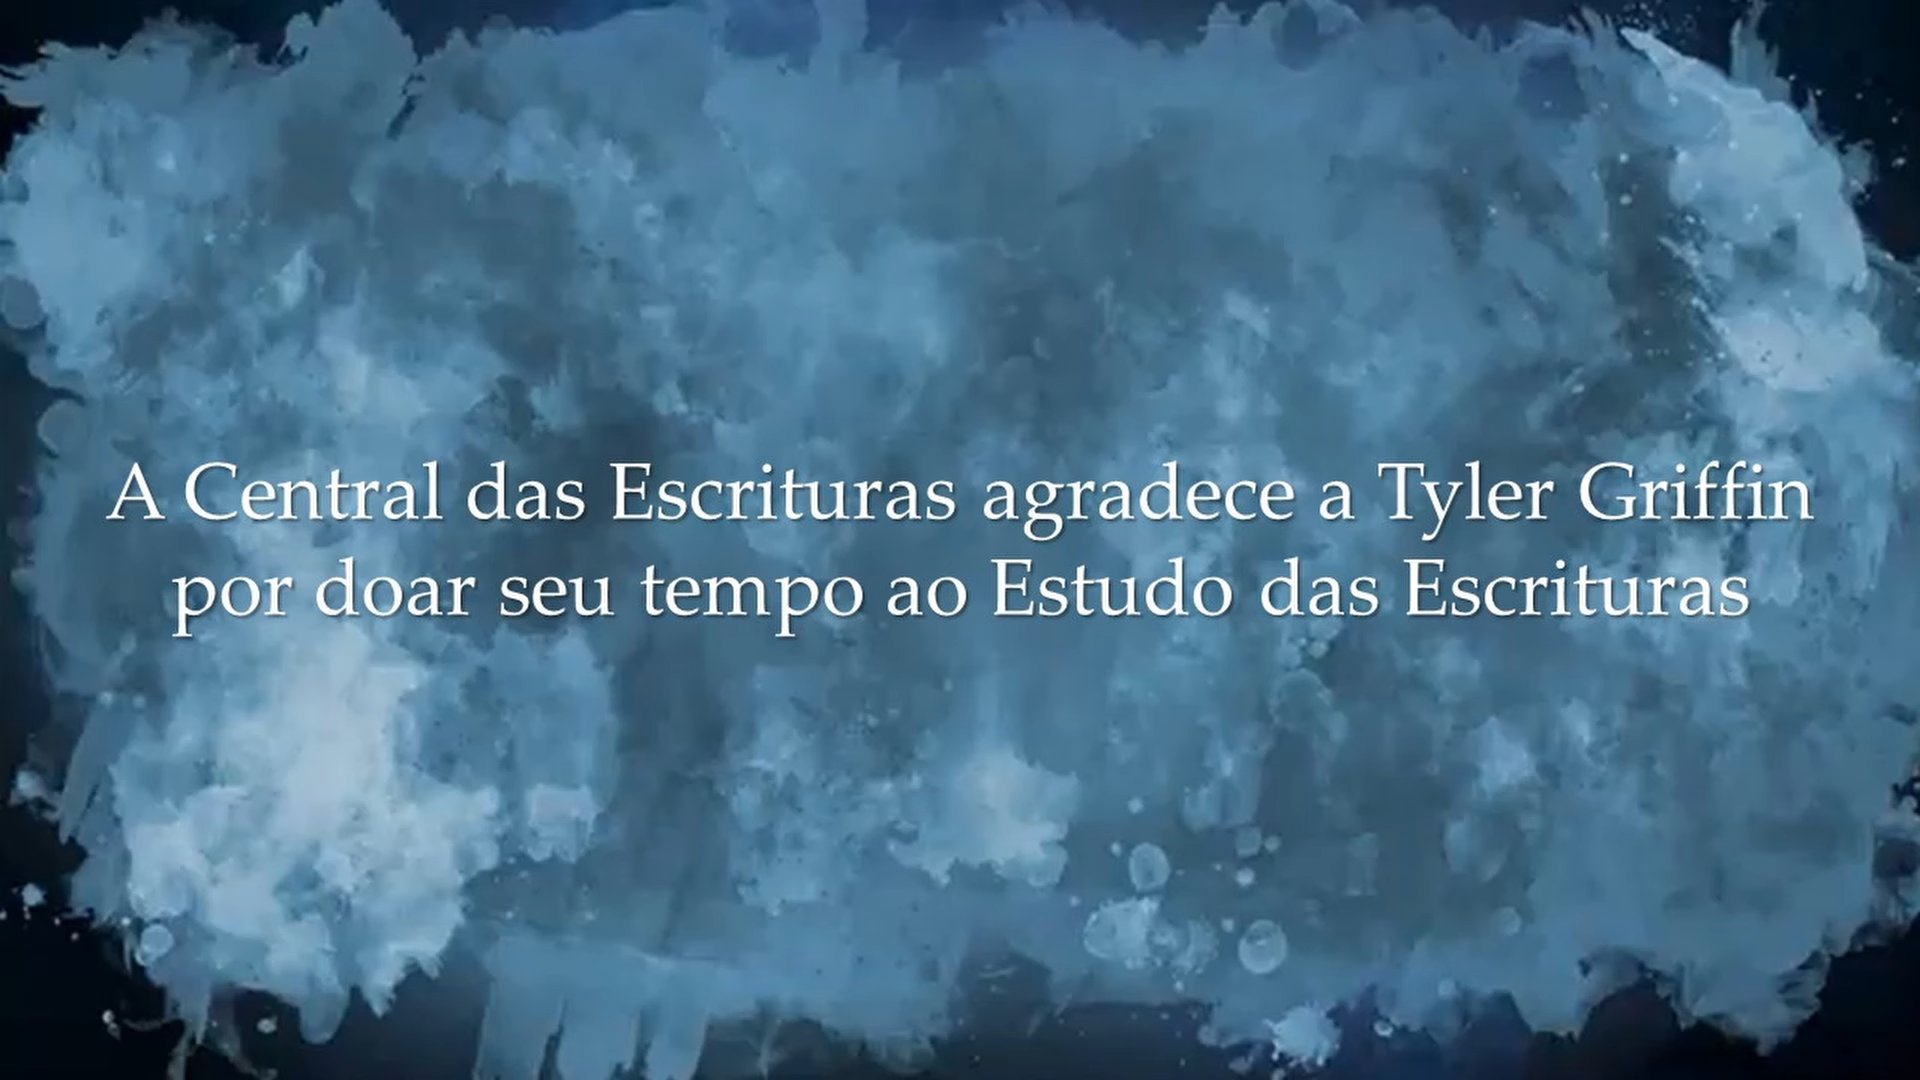 A Central das Escrituras agradece a Tyler Griffin
por doar seu tempo ao Estudo das Escrituras